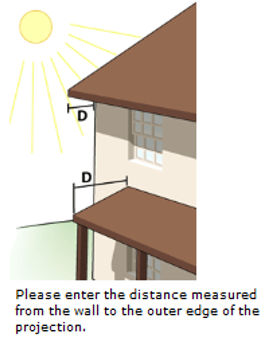 D
D
Please enter the distance measured
from the wall to the outer edge of the
projection.